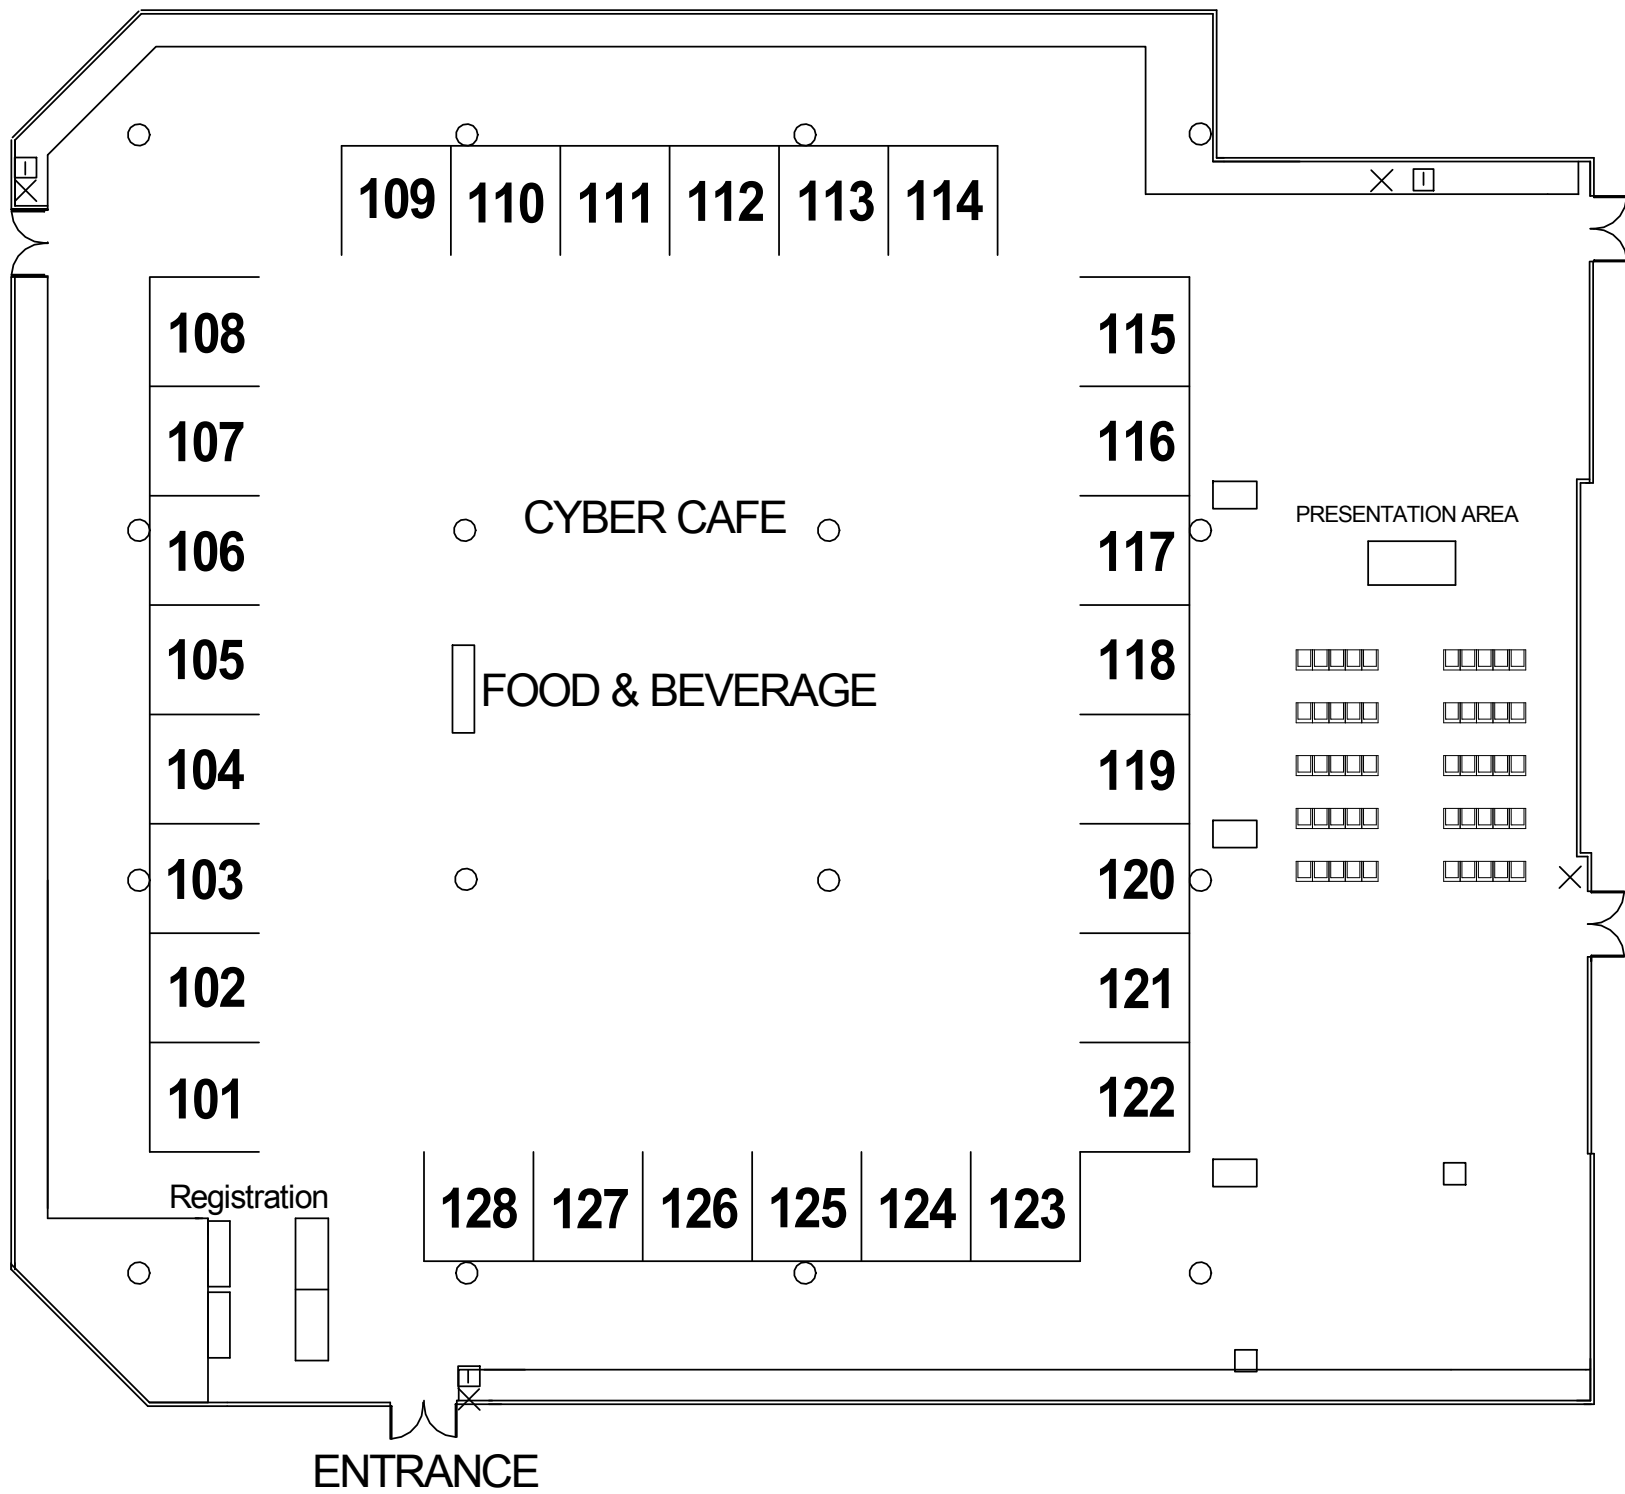 109 110 111 112 113 114
108
115
107
116
CYBER CAFE
PRESENTATION AREA
106
117
105
118
FOOD & BEVERAGE
104
119
103
120
102
121
101
122
Registration
128 127 126 125 124 123
ENTRANCE